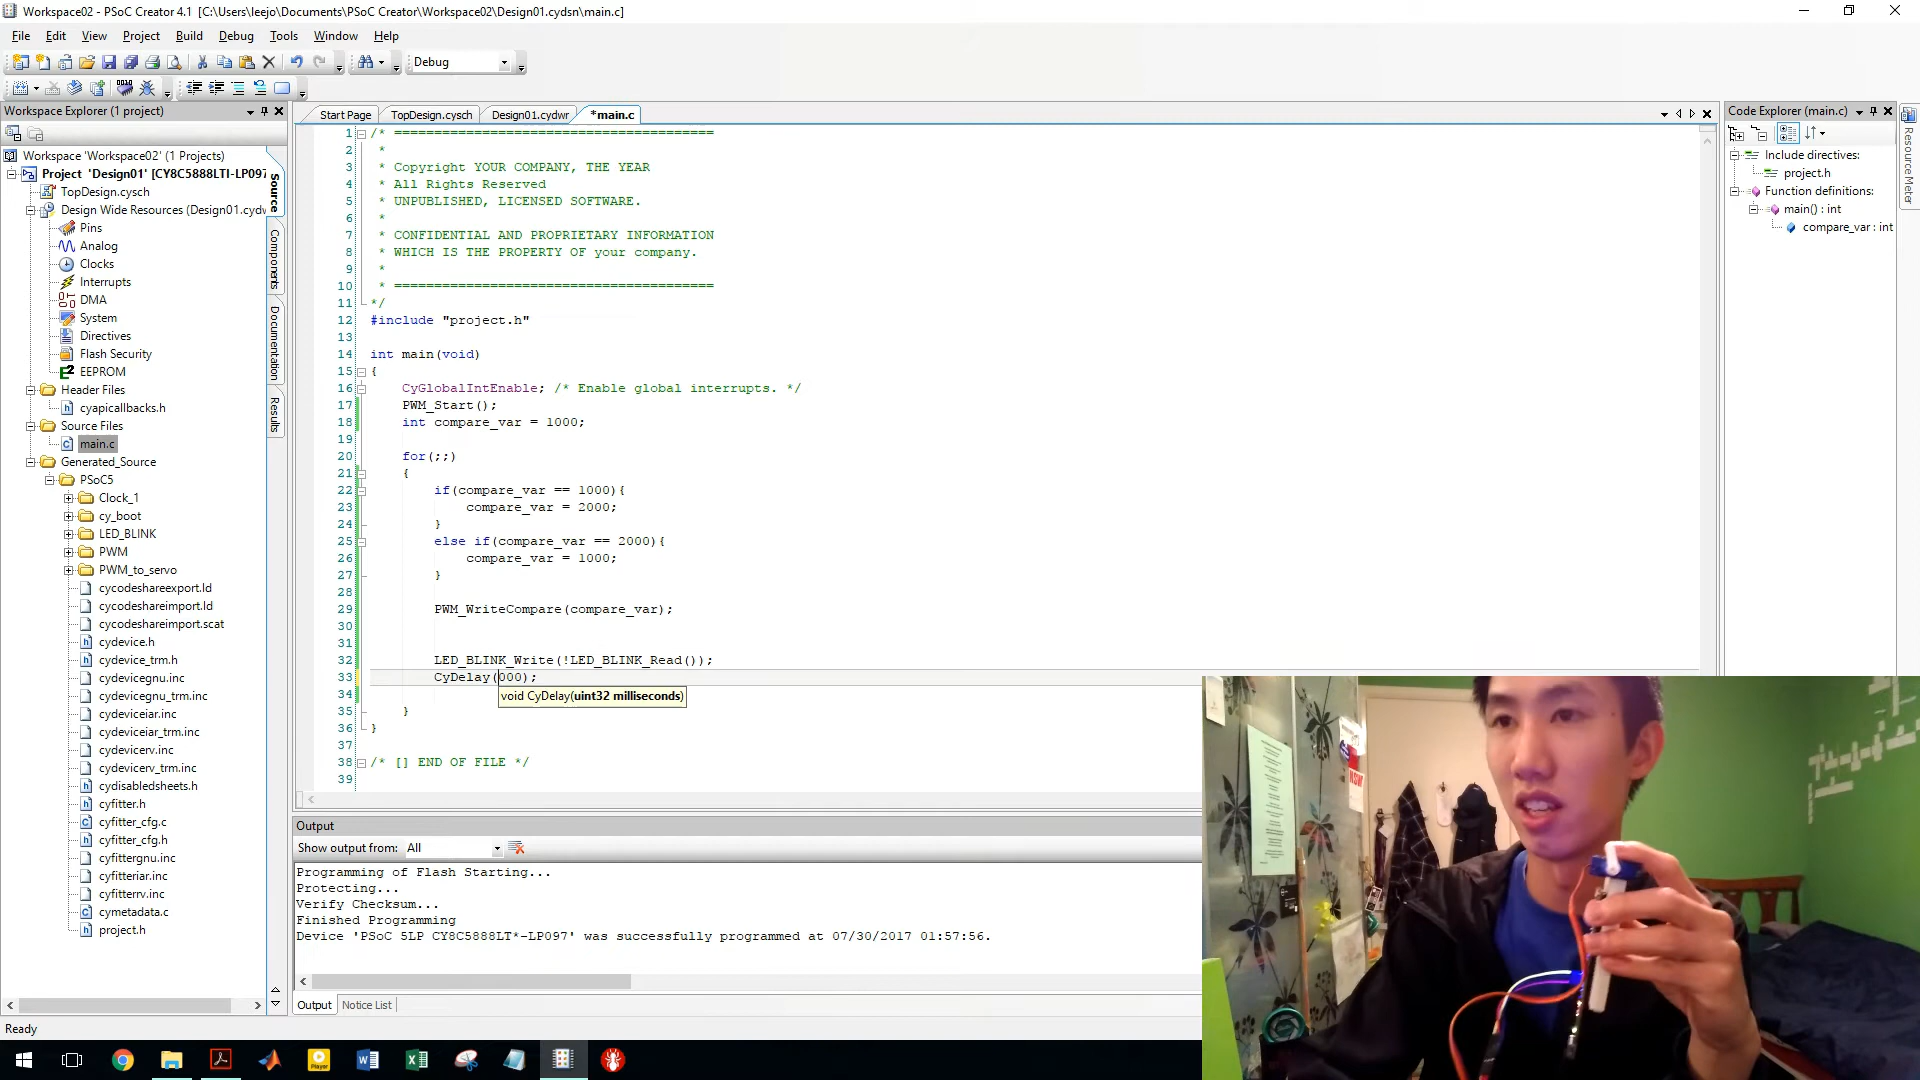 Workspace02 - PSoC Creator 4.1 [C:\Users\leejo\Documents\PSoC Creator\Workspace02\Design01.cydsn\main.c]
File Edit View Project Build Debug Tools Window Help
Debug
Workspace Explorer (1 project)
Workspace 'Workspace02' (1 Projects)
Project 'Design01' [CY8C5888LTI-LP097
TopDesign.cysch
Design Wide Resources (Design01.cydw
Pins
Analog
Clocks
Interrupts
DMA
System
Directives
Flash Security
EEPROM
Header Files
cyapicallbacks.h
Source Files
main.c
Generated_Source
PSoC5
Clock_1
cy_boot
LED_BLINK
PWM
PWM_to_servo
cycodeshareexport.ld
cycodeshareimport.ld
cycodeshareimport.scat
cydevice.h
cydevice_trm.h
cydevicegnu.inc
cydevicegnu_trm.inc
cydeviceiar.inc
cydeviceiar_trm.inc
cydevicerv.inc
cydevicerv_trm.inc
cydisabledsheets.h
cyfitter.h
cyfitter_cfg.c
cyfitter_cfg.h
cyfittergnu.inc
cyfitteriar.inc
cyfitterrv.inc
cymetadata.c
project.h
Source
Components
Documentation
Results
Start Page TopDesign.cysch Design01.cydwr *main.c
1 /* ========================================
2 *
3 * Copyright YOUR COMPANY, THE YEAR
4 * All Rights Reserved
5 * UNPUBLISHED, LICENSED SOFTWARE.
6 *
7 * CONFIDENTIAL AND PROPRIETARY INFORMATION
8 * WHICH IS THE PROPERTY OF your company.
9 *
10 * ========================================
11 */
12 #include "project.h"
13
14 int main(void)
15 {
16 CyGlobalIntEnable; /* Enable global interrupts. */
17 PWM_Start();
18 int compare_var = 1000;
19
20 for(;;)
21 {
22 if(compare_var == 1000){
23 compare_var = 2000;
24 }
25 else if(compare_var == 2000){
26 compare_var = 1000;
27 }
28
29 PWM_WriteCompare(compare_var);
30
31
32 LED_BLINK_Write(!LED_BLINK_Read());
33 CyDelay(000);
void CyDelay(uint32 milliseconds)
34
35 }
36 }
37
38 /* [] END OF FILE */
39
Output
Show output from: All
Programming of Flash Starting...
Protecting...
Verify Checksum...
Finished Programming
Device 'PSoC 5LP CY8C5888LT*-LP097' was successfully programmed at 07/30/2017 01:57:56.
Output Notice List
Ready
Code Explorer (main.c)
Include directives:
project.h
Function definitions:
main() : int
compare_var : int
Resource Meter